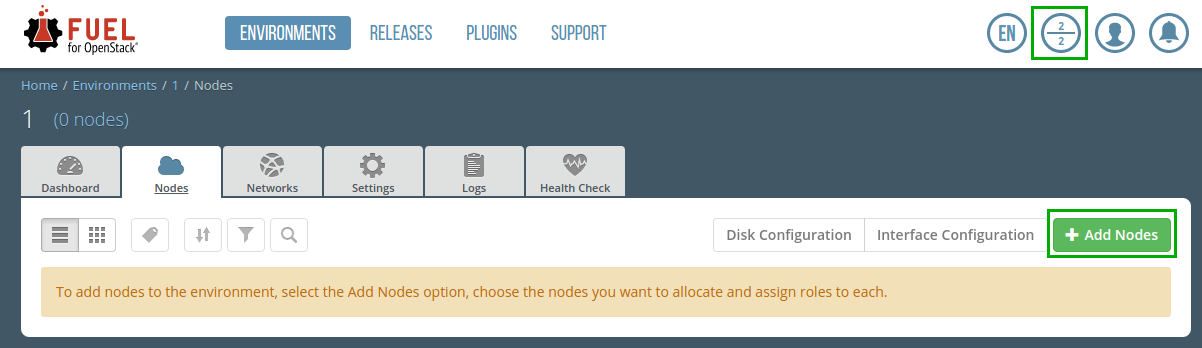 FUEL
for OpenStack®
ENVIRONMENTS RELEASES PLUGINS SUPPORT
EN
2
2
Home / Environments / 1 / Nodes
1 (0 nodes)
Dashboard Nodes Networks Settings Logs Health Check
Disk Configuration Interface Configuration + Add Nodes
To add nodes to the environment, select the Add Nodes option, choose the nodes you want to allocate and assign roles to each.